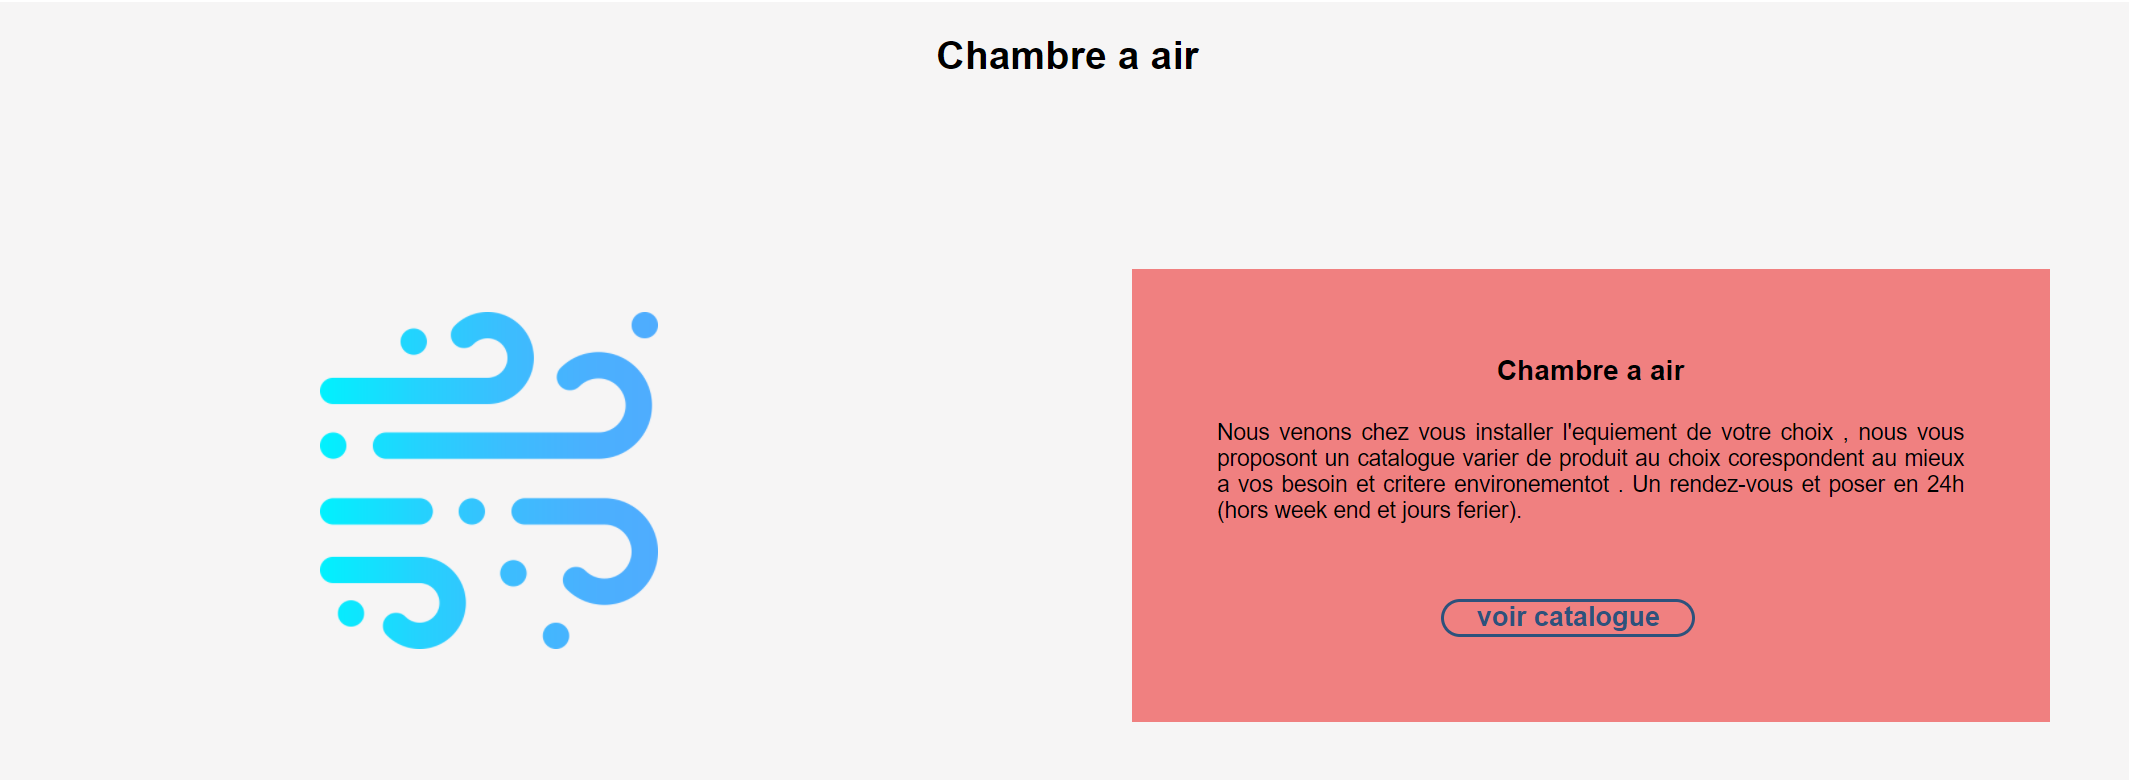 Chambre a air
Chambre a air
Nous venons chez vous installer l'equiement de votre choix , nous vous
proposont un catalogue varier de produit au choix corespondent au mieux
a vos besoin et critere environementot . Un rendez-vous et poser en 24h
(hors week end et jours ferier).
voir catalogue